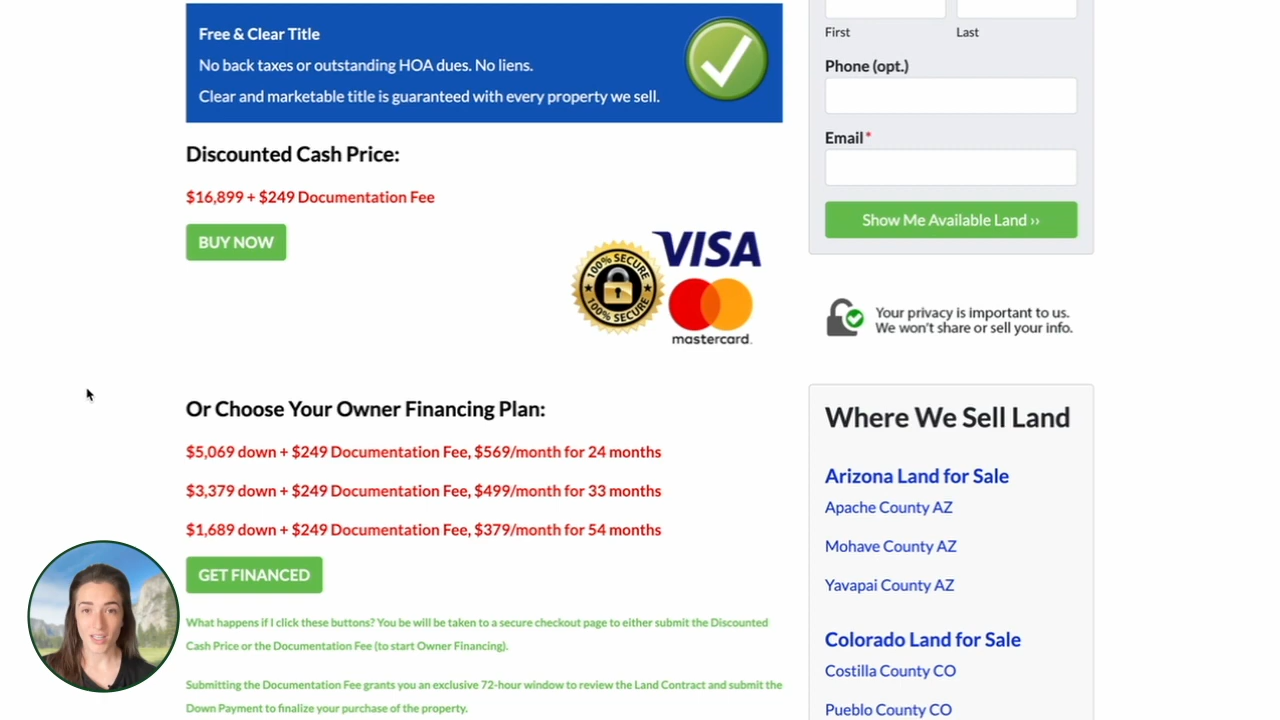 Free & Clear Title
No back taxes or outstanding HOA dues. No liens.
Clear and marketable title is guaranteed with every property we sell.
Discounted Cash Price:
$16,899 + $249 Documentation Fee
BUY NOW
100% SECURE
100% SECURE
VISA
mastercard.
Or Choose Your Owner Financing Plan:
$5,069 down + $249 Documentation Fee, $569/month for 24 months
$3,379 down + $249 Documentation Fee, $499/month for 33 months
$1,689 down + $249 Documentation Fee, $379/month for 54 months
GET FINANCED
What happens if I click these buttons? You be will be taken to a secure checkout page to either submit the Discounted
Cash Price or the Documentation Fee (to start Owner Financing).
Submitting the Documentation Fee grants you an exclusive 72-hour window to review the Land Contract and submit the
Down Payment to finalize your purchase of the property.
First
Last
Phone (opt.)
Email*
Show Me Available Land ››
Your privacy is important to us.
We won't share or sell your info.
Where We Sell Land
Arizona Land for Sale
Apache County AZ
Mohave County AZ
Yavapai County AZ
Colorado Land for Sale
Costilla County CO
Pueblo County CO